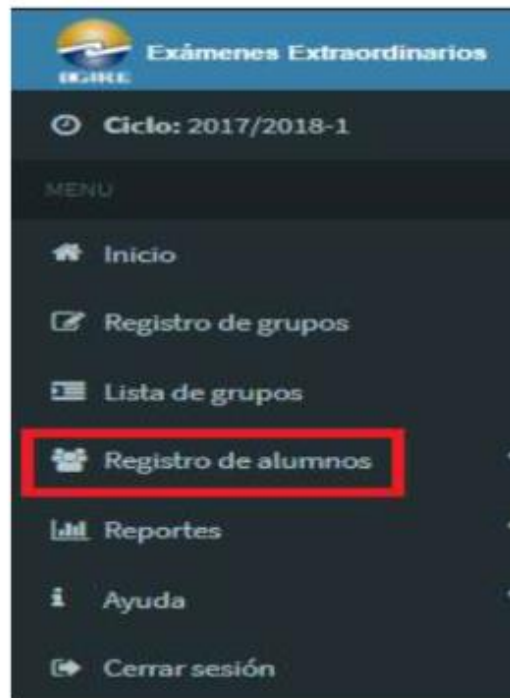 Exámenes Extraordinarios
DGIRE
Ciclo: 2017/2018-1
MENU
Inicio
Registro de grupos
Lista de grupos
Registro de alumnos
Reportes
Ayuda
Cerrar sesión